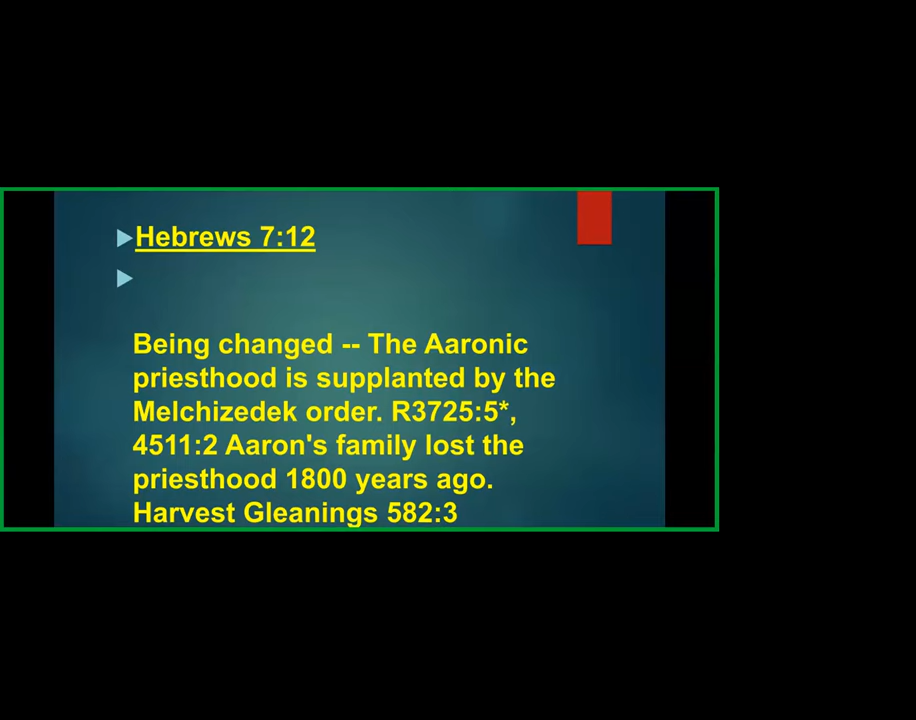 Hebrews 7:12
Being changed -- The Aaronic
priesthood is supplanted by the
Melchizedek order. R3725:5*,
4511:2 Aaron's family lost the
priesthood 1800 years ago.
Harvest Gleanings 582:3